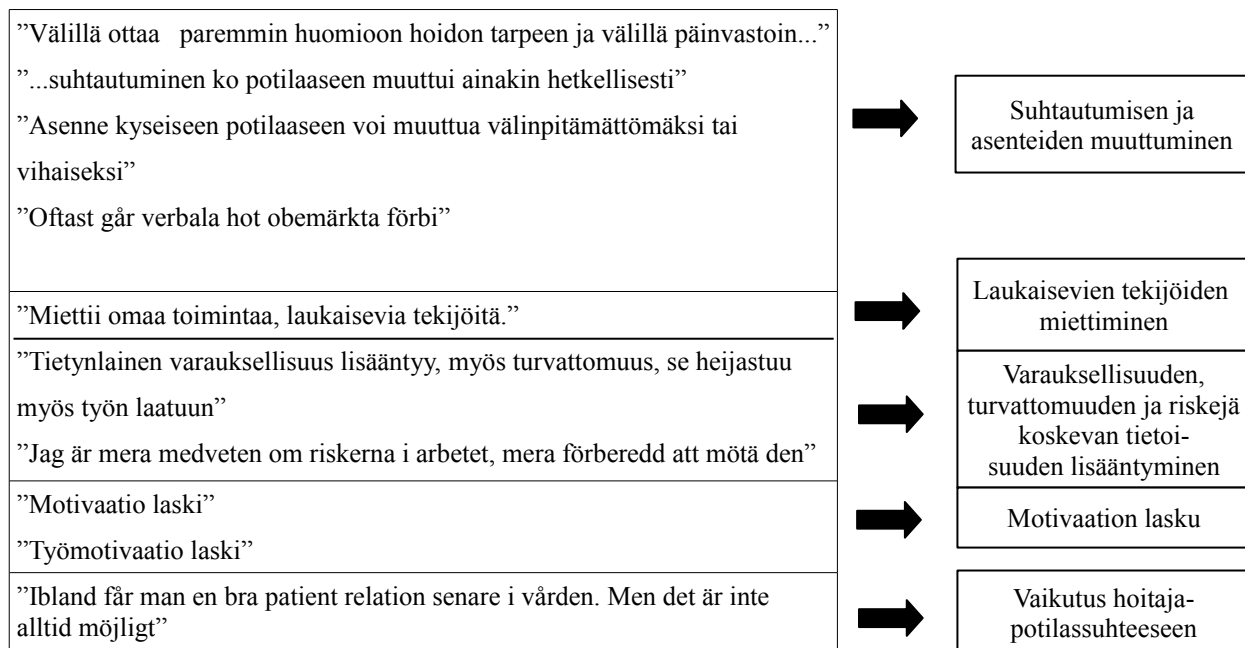 ”Välillä ottaa   paremmin huomioon hoidon tarpeen ja välillä päinvastoin...”
”...suhtautuminen ko potilaaseen muuttui ainakin hetkellisesti”
”Asenne kyseiseen potilaaseen voi muuttua välinpitämättömäksi tai
vihaiseksi”
”Oftast går verbala hot obemärkta förbi”
Suhtautumisen ja
asenteiden muuttuminen
”Miettii omaa toimintaa, laukaisevia tekijöitä.”
Laukaisevien tekijöiden
miettiminen
”Tietynlainen varauksellisuus lisääntyy, myös turvattomuus, se heijastuu
myös työn laatuun”
”Jag är mera medveten om riskerna i arbetet, mera förberedd att mötä den”
Varauksellisuuden,
turvattomuuden ja riskejä
koskevan tietoi-
suuden lisääntyminen
”Motivaatio laski”
”Työmotivaatio laski”
Motivaation lasku
”Ibland får man en bra patient relation senare i vården. Men det är inte
alltid möjligt”
Vaikutus hoitaja-
potilassuhteeseen